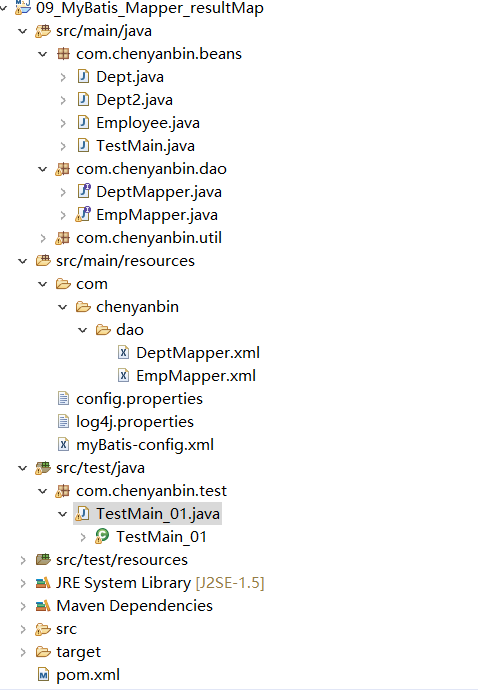 09_MyBatis_Mapper_resultMap
src/main/java
com.chenyanbin.beans
Dept.java
Dept2.java
Employee.java
TestMain.java
com.chenyanbin.dao
DeptMapper.java
EmpMapper.java
com.chenyanbin.util
src/main/resources
com
chenyanbin
dao
DeptMapper.xml
EmpMapper.xml
config.properties
log4j.properties
myBatis-config.xml
src/test/java
com.chenyanbin.test
TestMain_01.java
TestMain_01
src/test/resources
JRE System Library [J2SE-1.5]
Maven Dependencies
src
target
pom.xml